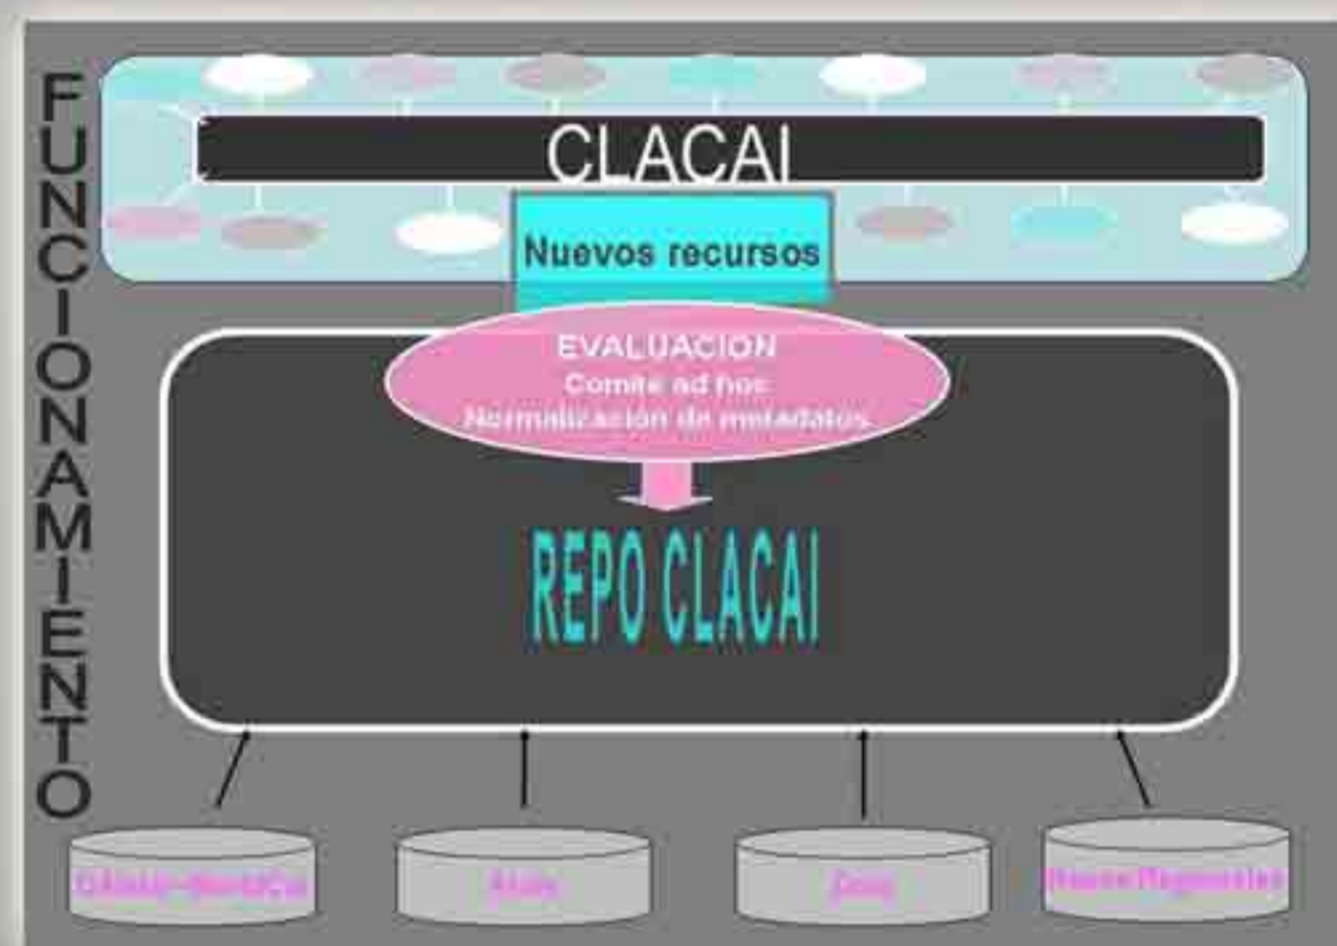 FUNCIONAMIENTO
CLACAI
Nuevos recursos
EVALUACION
Comite ad hoc
Normalización de metadatos
REPO CLACAI